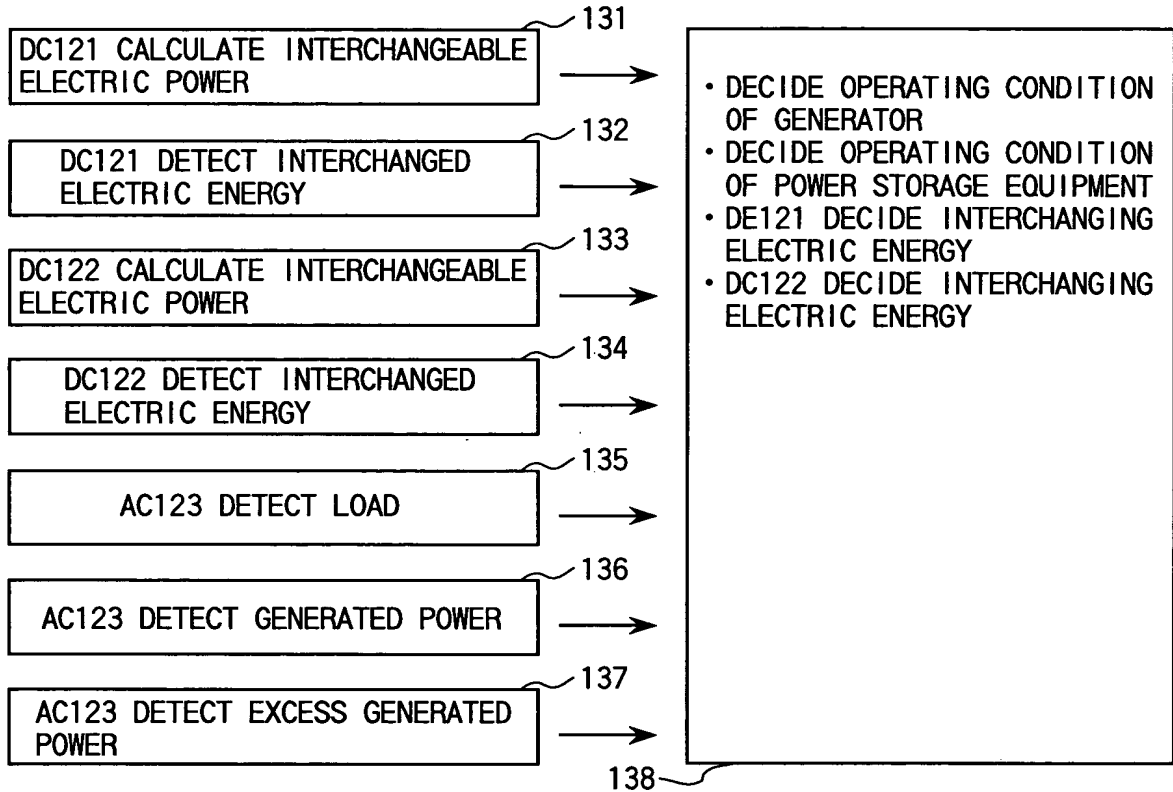 131
DC121 CALCULATE INTERCHANGEABLE
ELECTRIC POWER
132
DC121 DETECT INTERCHANGED
ELECTRIC ENERGY
133
DC122 CALCULATE INTERCHANGEABLE
ELECTRIC POWER
134
DC122 DETECT INTERCHANGED
ELECTRIC ENERGY
135
AC123 DETECT LOAD
136
AC123 DETECT GENERATED POWER
137
AC123 DETECT EXCESS GENERATED
POWER
・DECIDE OPERATING CONDITION
OF GENERATOR
・DECIDE OPERATING CONDITION
OF POWER STORAGE EQUIPMENT
・DE121 DECIDE INTERCHANGING
ELECTRIC ENERGY
・DC122 DECIDE INTERCHANGING
ELECTRIC ENERGY
138